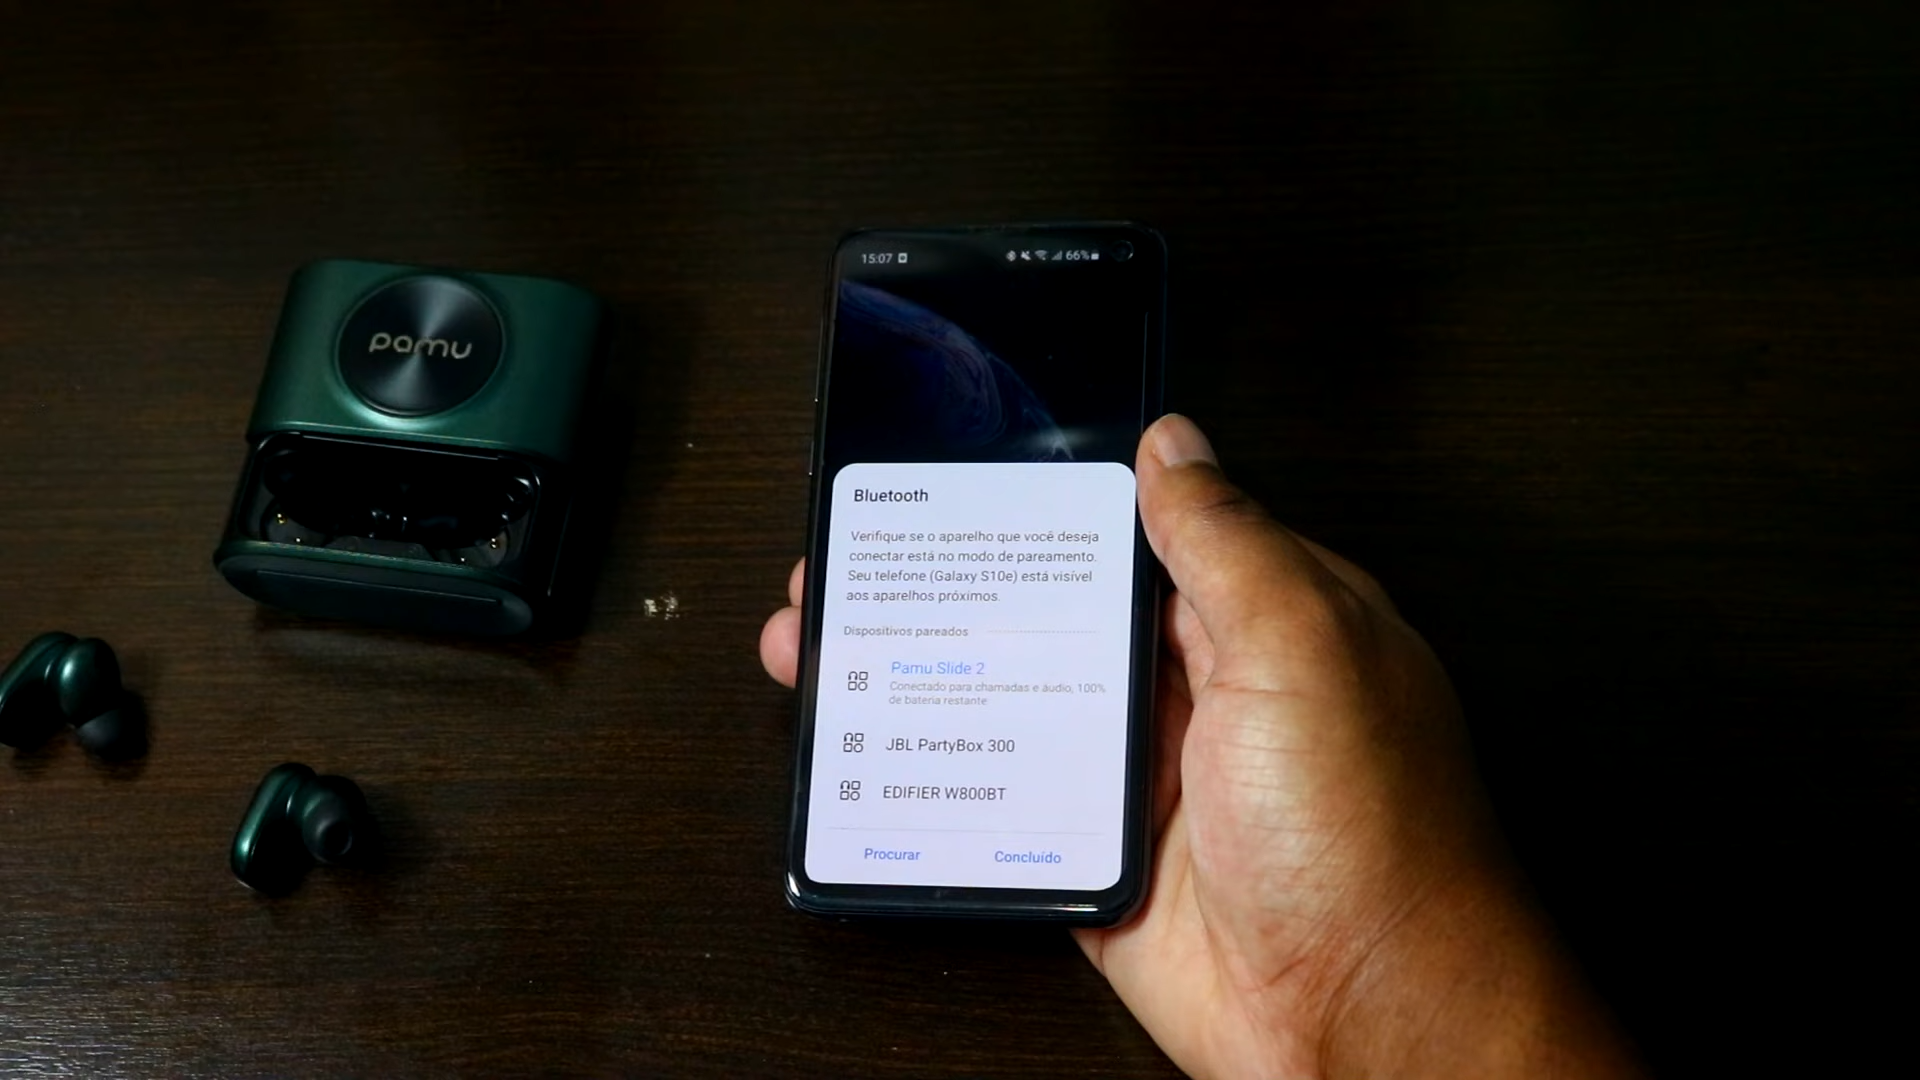 pamu
15:07
66%
Bluetooth
Verifique se o aparelho que você deseja
conectar está no modo de pareamento.
Seu telefone (Galaxy S10e) está visível
aos aparelhos próximos.
Dispositivos pareados
Pamu Slide 2
Conectado para chamadas e áudio, 100%
de bateria restante
JBL PartyBox 300
EDIFIER W800BT
Procurar
Concluído